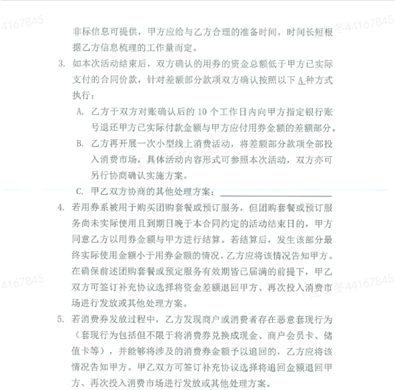 非标信息可提供，甲方应给与乙方合理的准备时间，时间长短根
据乙方信息梳理的工作量而定。
3. 如本次活动结束后，双方确认的用券的资金总额低于甲方已实际
支付的合同价款，针对差额部分款项双方确认按照以下A种方式
执行：
A. 乙方于双方对账确认后的 10 个工作日内向甲方指定银行账
号退还甲方已实际付款金额与甲方应付用券金额的差额部分。
B. 乙方再开展一次小型线上消费活动，将差额部分款项全部投
入消费市场。具体活动内容形式可参照本次活动，双方亦可
另行协商确认实施方案。
C. 甲乙双方协商的其他处理方案：
4. 若用券系被用于购买团购套餐或预订服务，但团购套餐或预订服
务尚未实际使用且到期日晚于本合同约定的活动结束日的，甲方
同意乙方以用券金额与甲方进行结算。若结算后，发生该部分最
终实际使用金额小于用券金额的情况，乙方应将该情况告知甲方。
在确保前述团购套餐或预定服务有效期皆已届满的前提下，甲乙
双方可签订补充协议选择将资金差额退回甲方、再次投入消费市
场进行发放或其他处理方案。
5. 若消费券发放过程中，乙方发现商户或消费者存在恶意套现行为
（套现行为包括但不限于将消费券兑换成现金、商户会员卡、储
值卡等），并能够将涉及的消费券金额予以追回的，乙方应将该
情况告知甲方，甲乙双方可签订补充协议选择将追回金额退回甲
方、再次投入消费市场进行发放或其他处理方案。
44167845